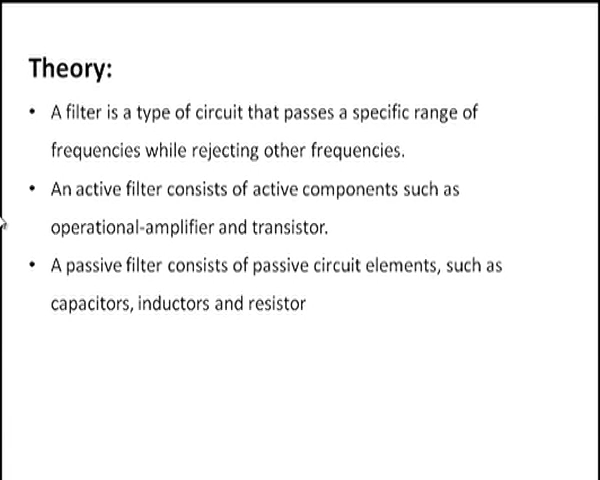 Theory:
• A filter is a type of circuit that passes a specific range of
frequencies while rejecting other frequencies.
• An active filter consists of active components such as
operational-amplifier and transistor.
• A passive filter consists of passive circuit elements, such as
capacitors, inductors and resistor